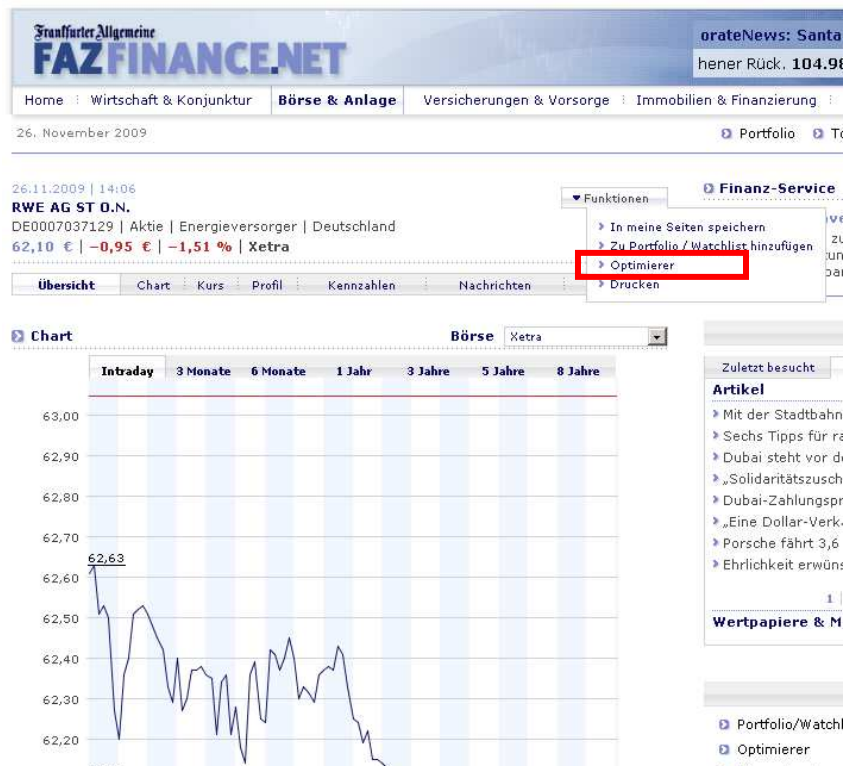 Frankfurter Allgemeine
FAZFINANCE.NET
orateNews: Santa
hener Rück. 104.98
Home Wirtschaft & Konjunktur Börse & Anlage Versicherungen & Vorsorge Immobilien & Finanzierung
26. November 2009
Portfolio
26.11.2009 | 14:06
RWE AG ST O.N.
DE0007037129 | Aktie | Energieversorger | Deutschland
62,10 € | −0,95 € | −1,51 % | Xetra
Funktionen
In meine Seiten speichern
Zu Portfolio / Watchlist hinzufügen
Optimierer
Drucken
Finanz-Service
Übersicht Chart Kurs Profil Kennzahlen Nachrichten
Chart
Börse Xetra
Intraday 3 Monate 6 Monate 1 Jahr 3 Jahre 5 Jahre 8 Jahre
63,00
62,90
62,80
62,70
62,63
62,60
62,50
62,40
62,30
62,20
Zuletzt besucht
Artikel
Mit der Stadtbahn
Sechs Tipps für ra
Dubai steht vor de
„Solidaritätszusch
Dubai-Zahlungspr
„Eine Dollar-Verk.
Porsche fährt 3,6
Ehrlichkeit erwüns
1
Wertpapiere & M
Portfolio/Watchl
Optimierer